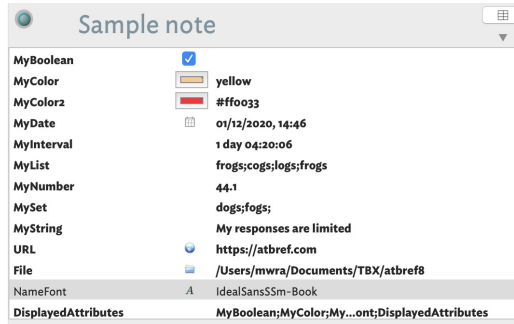 Sample note
MyBoolean
MyColor yellow
MyColor2 #ff0033
MyDate 01/12/2020, 14:46
MyInterval 1 day 04:20:06
MyList frogs;cogs;logs;frogs
MyNumber 44.1
MySet dogs;fogs;
MyString My responses are limited
URL https://atbref.com
File /Users/mwra/Documents/TBX/atbref8
NameFont A IdealSansSSm-Book
DisplayedAttributes MyBoolean;MyColor;My...ont;DisplayedAttributes